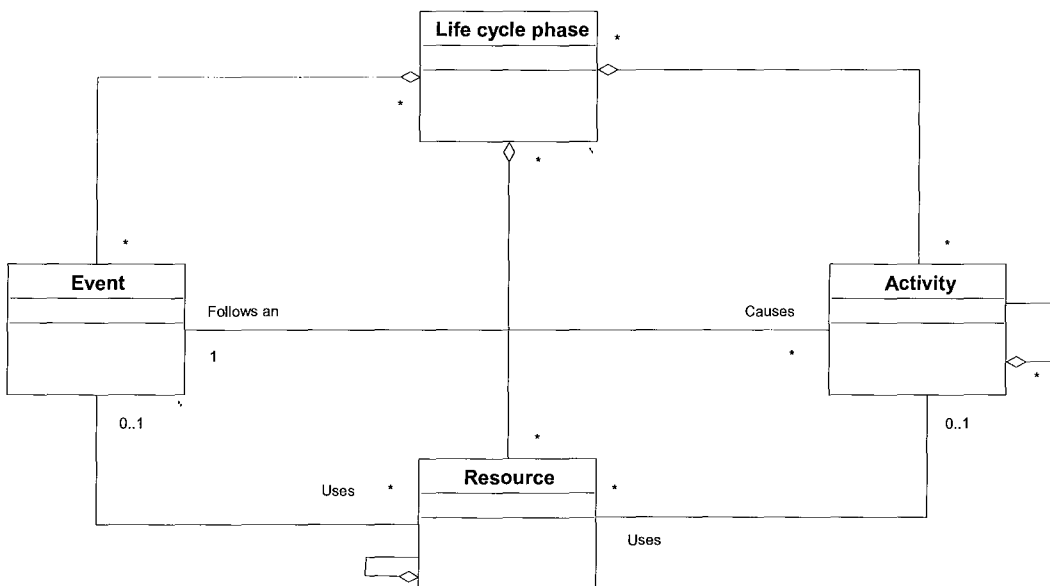 Life cycle phase
*
*
*
*
*
Event
Activity
Follows an
Causes
1
*
*
0..1
0..1
*
Resource
Uses
*
*
Uses